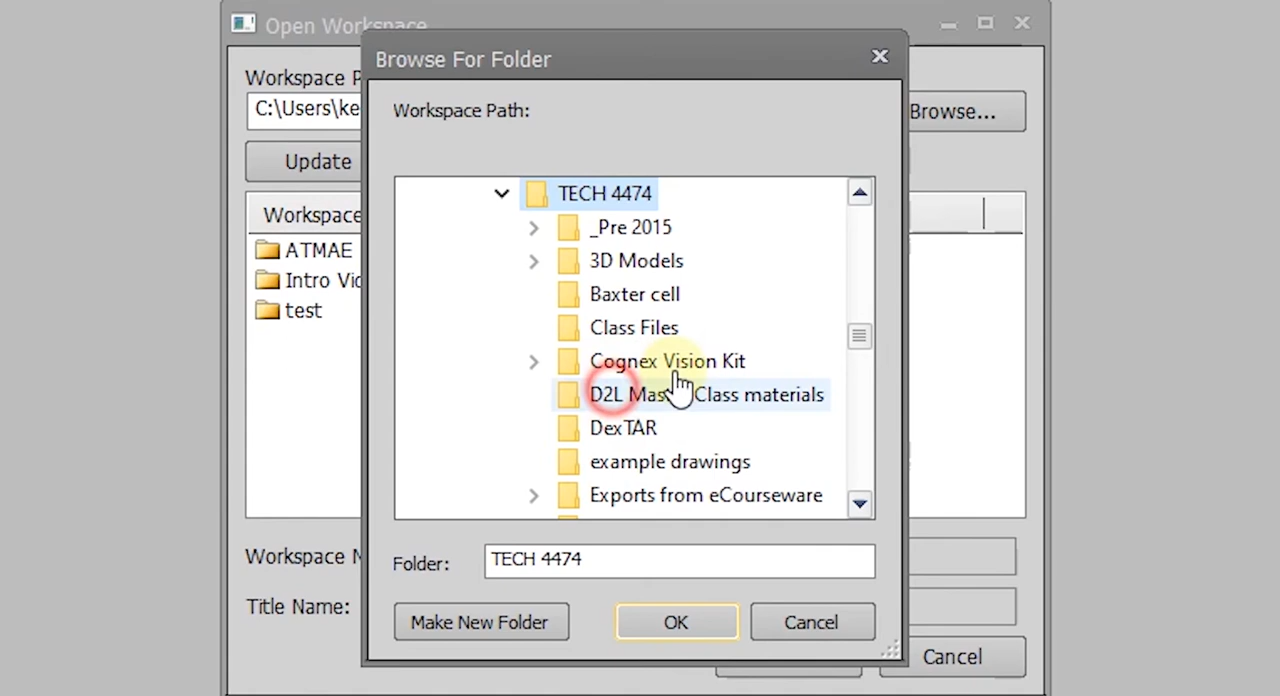 Open Workspace
Browse For Folder
Workspace P
C:\Users\ke
Browse...
Workspace Path:
Update
Workspace
ATMAE
Intro Vid
test
TECH 4474
_Pre 2015
3D Models
Baxter cell
Class Files
Cognex Vision Kit
D2L Mas Class materials
DexTAR
example drawings
Exports from eCourseware
Folder:
TECH 4474
Make New Folder
OK
Cancel
Workspace N
Title Name:
Cancel